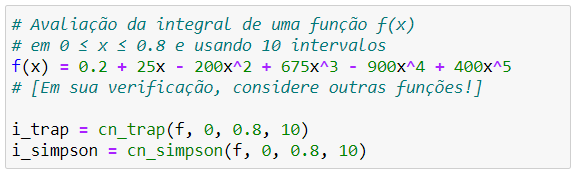 # Avaliação da integral de uma função f(x)
# em 0 ≤ x ≤ 0.8 e usando 10 intervalos
f(x) = 0.2 + 25x - 200x^2 + 675x^3 - 900x^4 + 400x^5
# [Em sua verificação, considere outras funções!]
i_trap = cn_trap(f, 0, 0.8, 10)
i_simpson = cn_simpson(f, 0, 0.8, 10)